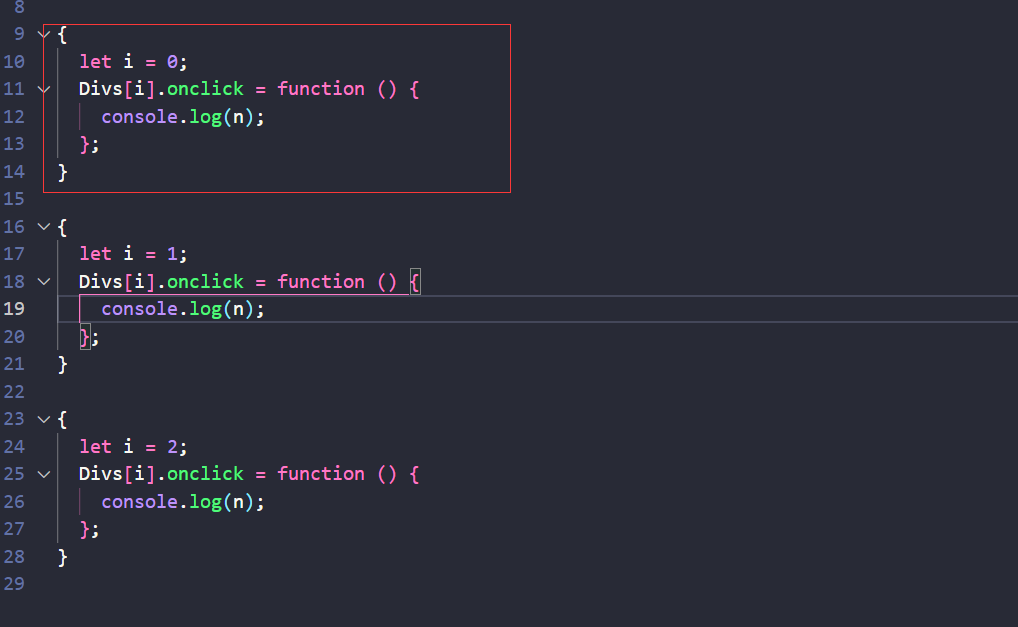 8
9 {
10 let i = 0;
11 Divs[i].onclick = function () {
12 console.log(n);
13 };
14 }
15
16 {
17 let i = 1;
18 Divs[i].onclick = function () {
19 console.log(n);
20 };
21 }
22
23 {
24 let i = 2;
25 Divs[i].onclick = function () {
26 console.log(n);
27 };
28 }
29